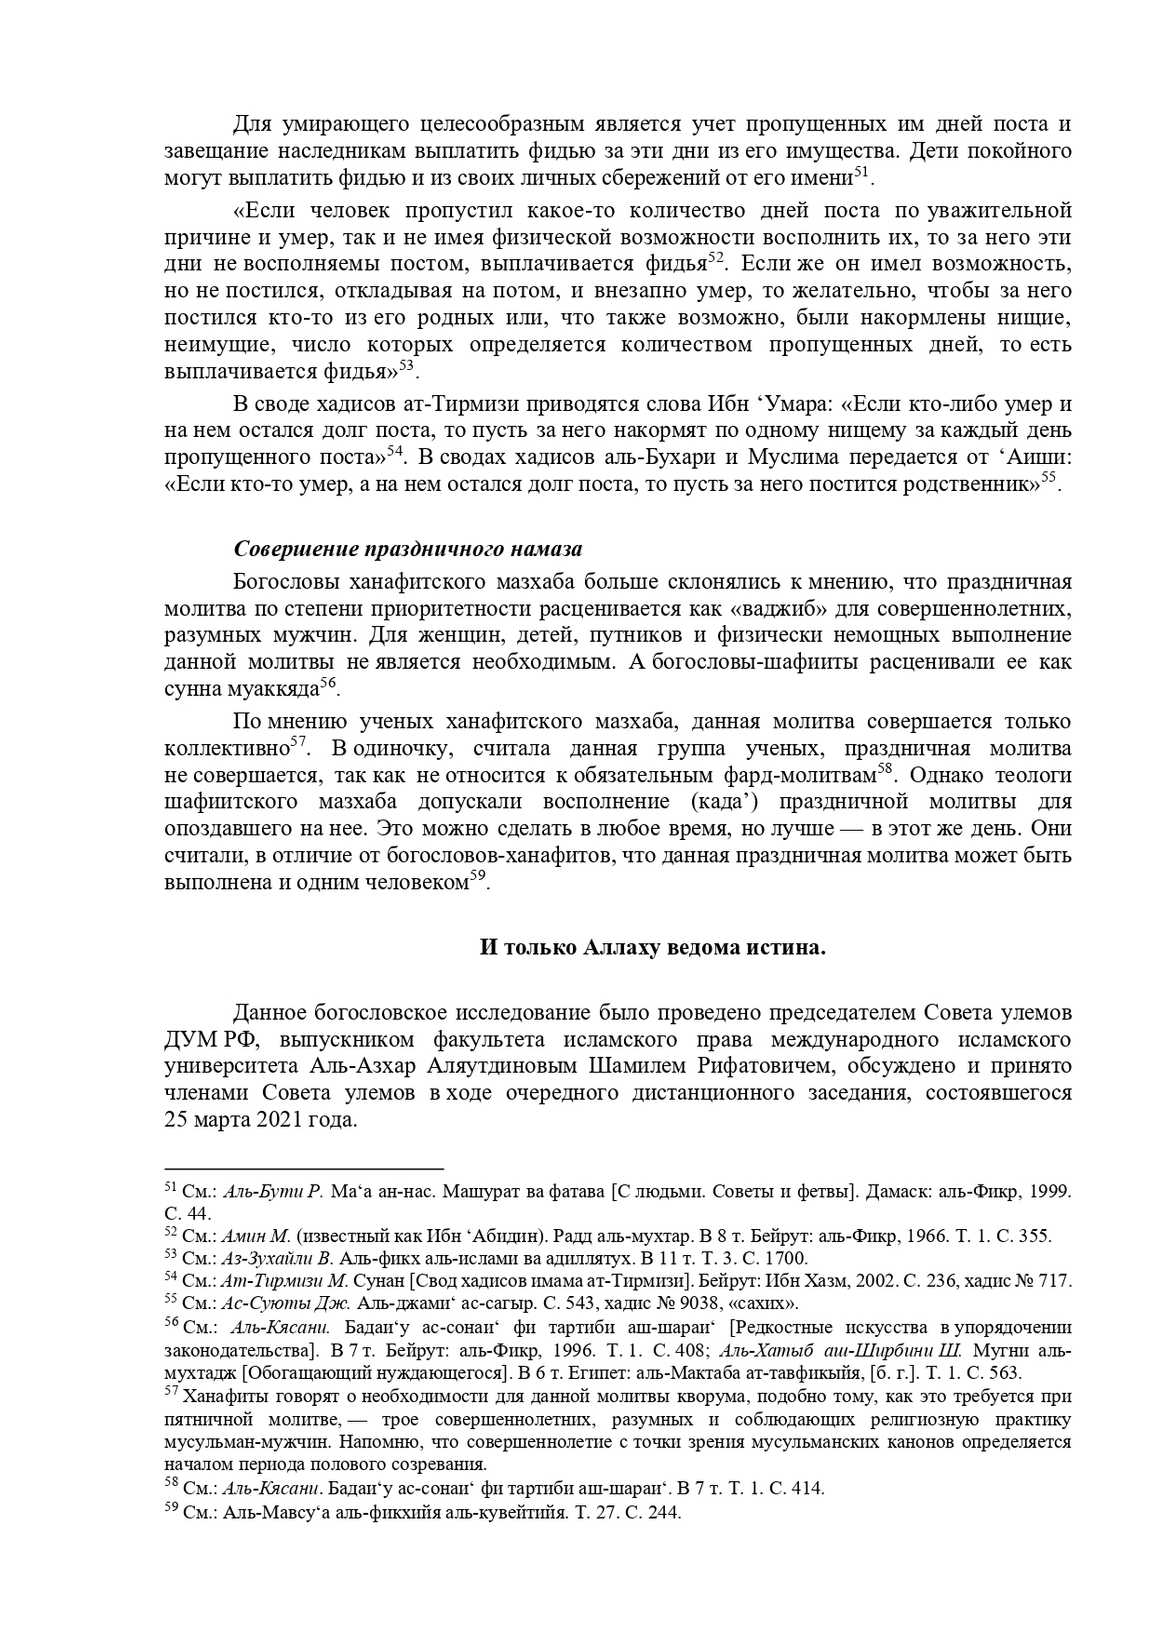 Для умирающего целесообразным является учет пропущенных им дней поста и
завещание наследникам выплатить фидью за эти дни из его имущества. Дети покойного
могут выплатить фидью и из своих личных сбережений от его имени⁵¹.
«Если человек пропустил какое-то количество дней поста по уважительной
причине и умер, так и не имея физической возможности восполнить их, то за него эти
дни не восполняемы постом, выплачивается фидья⁵². Если же он имел возможность,
но не постился, откладывая на потом, и внезапно умер, то желательно, чтобы за него
постился кто-то из его родных или, что также возможно, были накормлены нищие,
неимущие, число которых определяется количеством пропущенных дней, то есть
выплачивается фидья»⁵³.
В своде хадисов ат-Тирмизи приводятся слова Ибн ‘Умара: «Если кто-либо умер и
на нем остался долг поста, то пусть за него накормят по одному нищему за каждый день
пропущенного поста»⁵⁴. В сводах хадисов аль-Бухари и Муслима передается от ‘Аиши:
«Если кто-то умер, а на нем остался долг поста, то пусть за него постится родственник»⁵⁵.
Совершение праздничного намаза
Богословы ханафитского мазхаба больше склонялись к мнению, что праздничная
молитва по степени приоритетности расценивается как «ваджиб» для совершеннолетних,
разумных мужчин. Для женщин, детей, путников и физически немощных выполнение
данной молитвы не является необходимым. А богословы-шафииты расценивали ее как
сунна муаккяда⁵⁶.
По мнению ученых ханафитского мазхаба, данная молитва совершается только
коллективно⁵⁷. В одиночку, считала данная группа ученых, праздничная молитва
не совершается, так как не относится к обязательным фард-молитвам⁵⁸. Однако теологи
шафиитского мазхаба допускали восполнение (када’) праздничной молитвы для
опоздавшего на нее. Это можно сделать в любое время, но лучше — в этот же день. Они
считали, в отличие от богословов-ханафитов, что данная праздничная молитва может быть
выполнена и одним человеком⁵⁹.
И только Аллаху ведома истина.
Данное богословское исследование было проведено председателем Совета улемов
ДУМ РФ, выпускником факультета исламского права международного исламского
университета Аль-Азхар Аляутдиновым Шамилем Рифатовичем, обсуждено и принято
членами Совета улемов в ходе очередного дистанционного заседания, состоявшегося
25 марта 2021 года.
⁵¹ См.: Аль-Бути Р. Ма‘а ан-нас. Машурат ва фатава [С людьми. Советы и фетвы]. Дамаск: аль-Фикр, 1999.
С. 44.
⁵² См.: Амин М. (известный как Ибн ‘Абидин). Радд аль-мухтар. В 8 т. Бейрут: аль-Фикр, 1966. Т. 1. С. 355.
⁵³ См.: Аз-Зухайли В. Аль-фикх аль-ислами ва адиллятух. В 11 т. Т. 3. С. 1700.
⁵⁴ См.: Ат-Тирмизи М. Сунан [Свод хадисов имама ат-Тирмизи]. Бейрут: Ибн Хазм, 2002. С. 236, хадис № 717.
⁵⁵ См.: Ас-Суюты Дж. Аль-джами‘ ас-сагыр. С. 543, хадис № 9038, «сахих».
⁵⁶ См.: Аль-Кясани. Бадаи‘у ас-сонаи‘ фи тартиби аш-шараи‘ [Редкостные искусства в упорядочении
законодательства]. В 7 т. Бейрут: аль-Фикр, 1996. Т. 1. С. 408; Аль-Хатыб аш-Ширбини Ш. Мугни аль-
мухтадж [Обогащающий нуждающегося]. В 6 т. Египет: аль-Мактаба ат-тавфикыйя, [б. г.]. Т. 1. С. 563.
⁵⁷ Ханафиты говорят о необходимости для данной молитвы кворума, подобно тому, как это требуется при
пятничной молитве, — трое совершеннолетних, разумных и соблюдающих религиозную практику
мусульман-мужчин. Напомню, что совершеннолетие с точки зрения мусульманских канонов определяется
началом периода полового созревания.
⁵⁸ См.: Аль-Кясани. Бадаи‘у ас-сонаи‘ фи тартиби аш-шараи‘. В 7 т. Т. 1. С. 414.
⁵⁹ См.: Аль-Мавсу‘а аль-фикхийя аль-кувейтийя. Т. 27. С. 244.